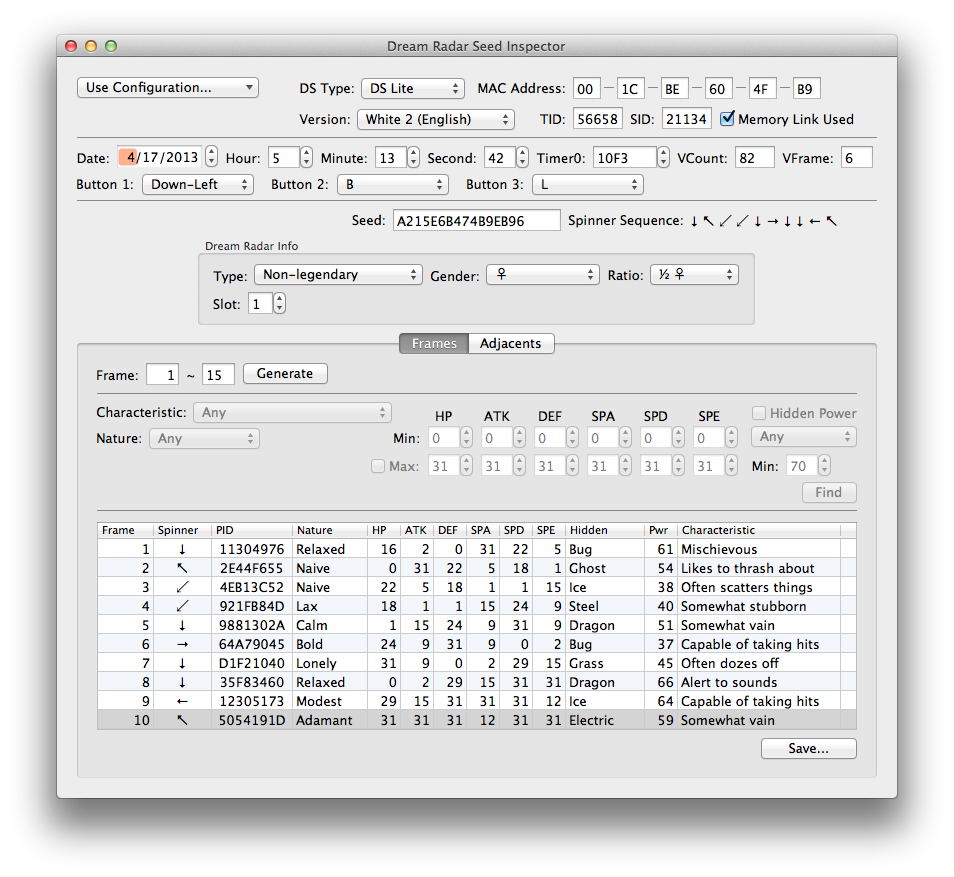 Dream Radar Seed Inspector
Use Configuration... DS Type: DS Lite MAC Address: 00 — 1C — BE — 60 — 4F — B9
Version: White 2 (English) TID: 56658 SID: 21134 Memory Link Used
Date: 4/17/2013 Hour: 5 Minute: 13 Second: 42 Timer0: 10F3 VCount: 82 VFrame: 6
Button 1: Down-Left Button 2: B Button 3: L
Seed: A215E6B474B9EB96 Spinner Sequence: ↓ ↖ ↙ ↙ ↓ → ↓ ↓ ← ↖
Dream Radar Info
Type: Non-legendary Gender: ♀ Ratio: ½ ♀
Slot: 1
Frames Adjacents
Frame: 1 ~ 15 Generate
Characteristic: Any HP ATK DEF SPA SPD SPE Hidden Power
Nature: Any Min: 0 0 0 0 0 0 Any
Max: 31 31 31 31 31 31 Min: 70
Find
Frame Spinner PID Nature HP ATK DEF SPA SPD SPE Hidden Pwr Characteristic
1 ↓ 11304976 Relaxed 16 2 0 31 22 5 Bug 61 Mischievous
2 ↖ 2E44F655 Naive 0 31 22 5 18 1 Ghost 54 Likes to thrash about
3 ↙ 4EB13C52 Naive 22 5 18 1 1 15 Ice 38 Often scatters things
4 ↙ 921FB84D Lax 18 1 1 15 24 9 Steel 40 Somewhat stubborn
5 ↓ 9881302A Calm 1 15 24 9 31 9 Dragon 51 Somewhat vain
6 → 64A79045 Bold 24 9 31 9 0 2 Bug 37 Capable of taking hits
7 ↓ D1F21040 Lonely 31 9 0 2 29 15 Grass 45 Often dozes off
8 ↓ 35F83460 Relaxed 0 2 29 15 31 31 Dragon 66 Alert to sounds
9 ← 12305173 Modest 29 15 31 31 31 12 Ice 64 Capable of taking hits
10 ↖ 5054191D Adamant 31 31 31 12 31 31 Electric 59 Somewhat vain
Save...